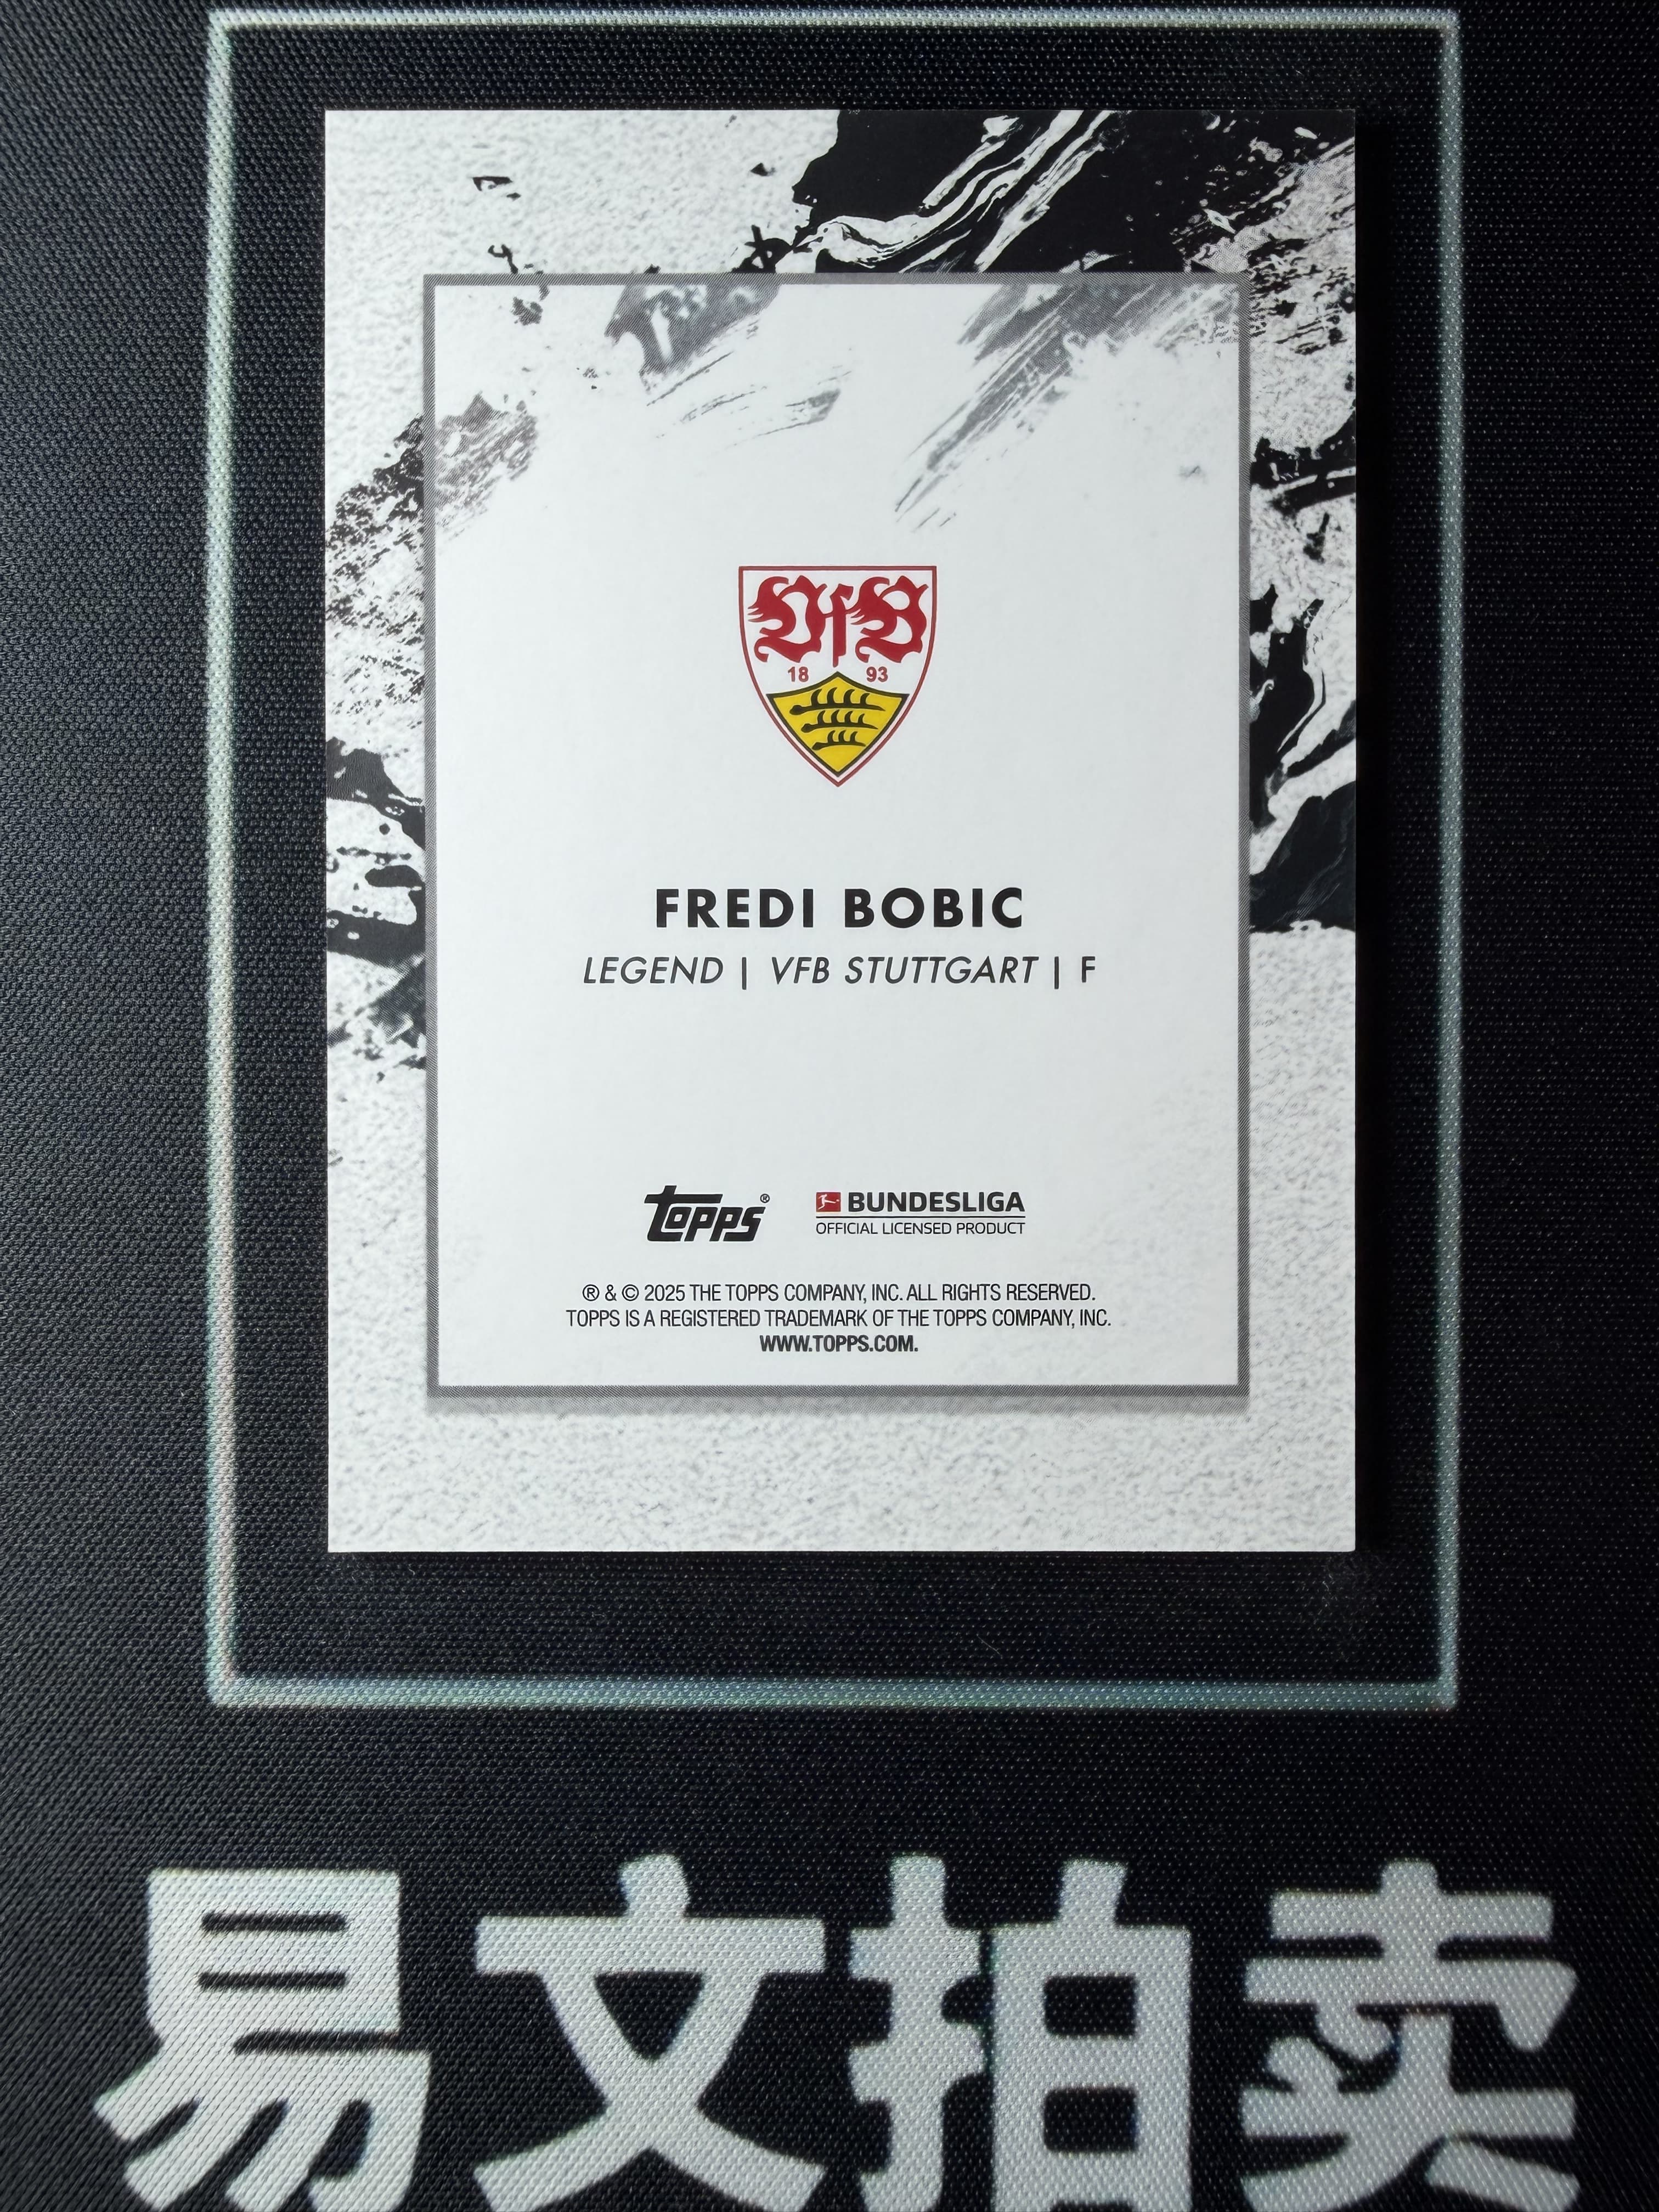 VfB
18 93
FREDI BOBIC
LEGEND | VFB STUTTGART | F
topps® BUNDESLIGA
OFFICIAL LICENSED PRODUCT
® & © 2025 THE TOPPS COMPANY, INC. ALL RIGHTS RESERVED.
TOPPS IS A REGISTERED TRADEMARK OF THE TOPPS COMPANY, INC.
WWW.TOPPS.COM.
易文拍卖